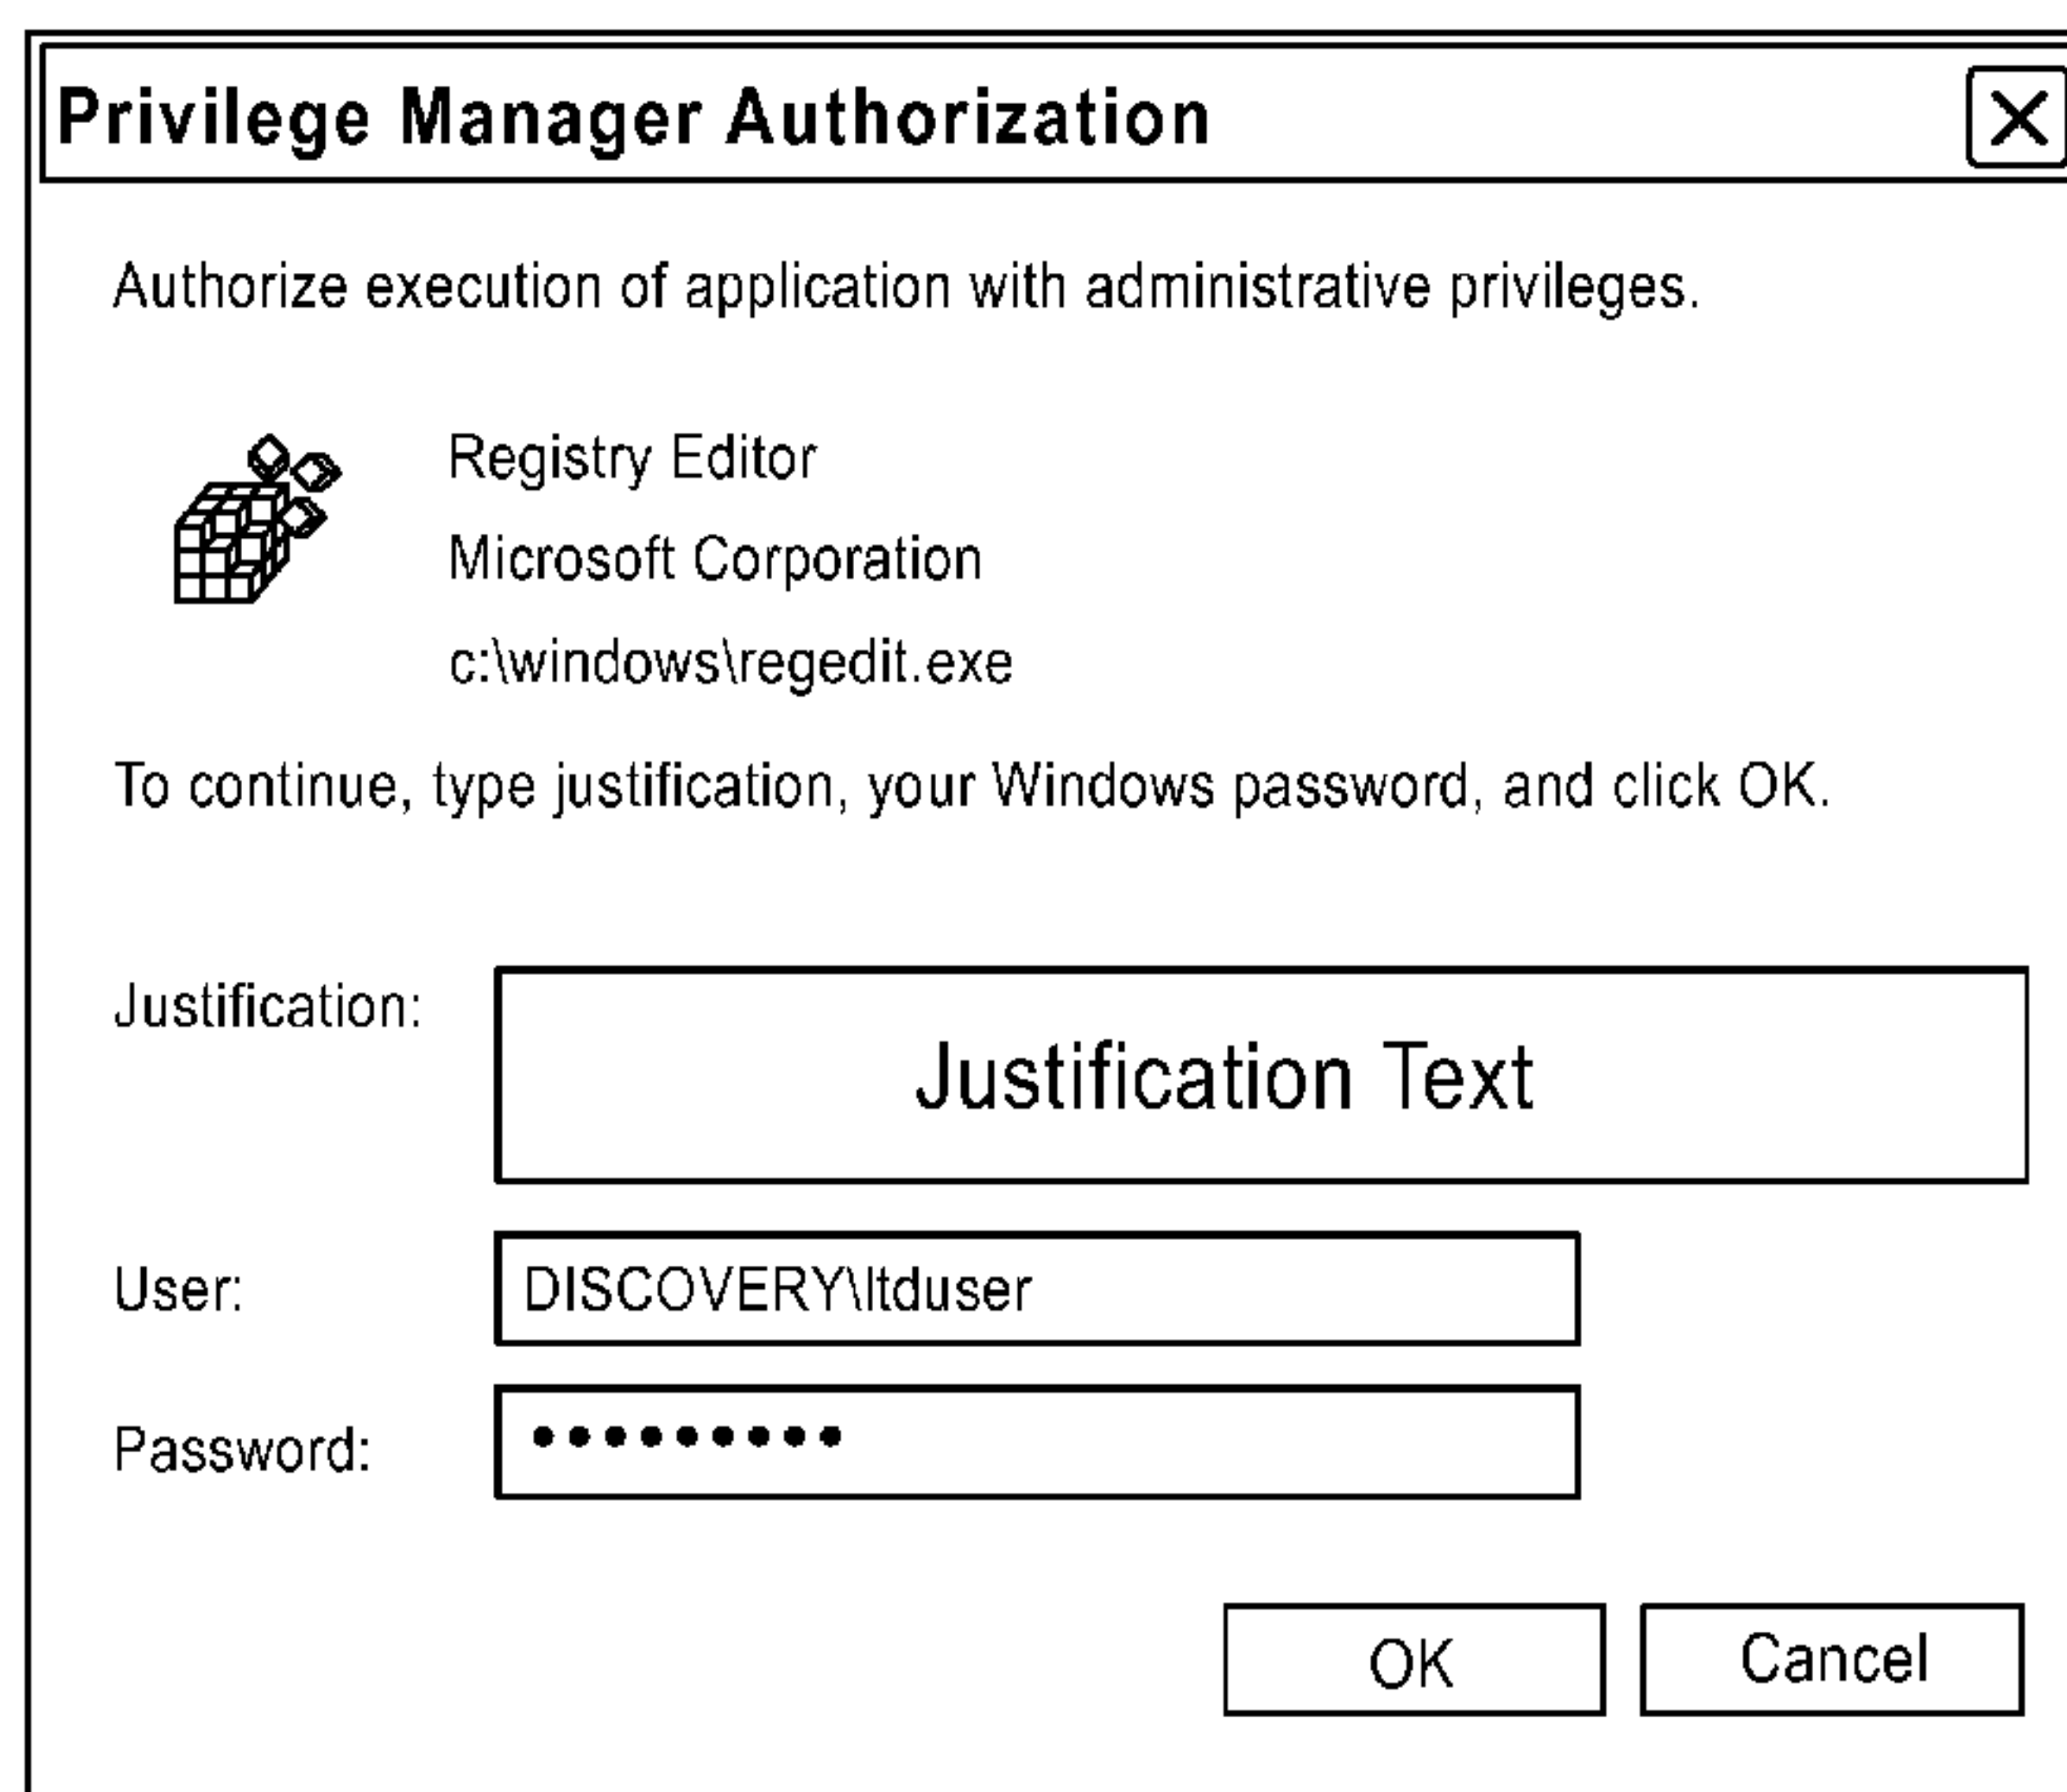 Privilege Manager Authorization
Authorize execution of application with administrative privileges.
Registry Editor
Microsoft Corporation
c:\windows\regedit.exe
To continue, type justification, your Windows password, and click OK.
Justification:
Justification Text
User:
DISCOVERY\ltduser
Password:
•••••••••
OK
Cancel